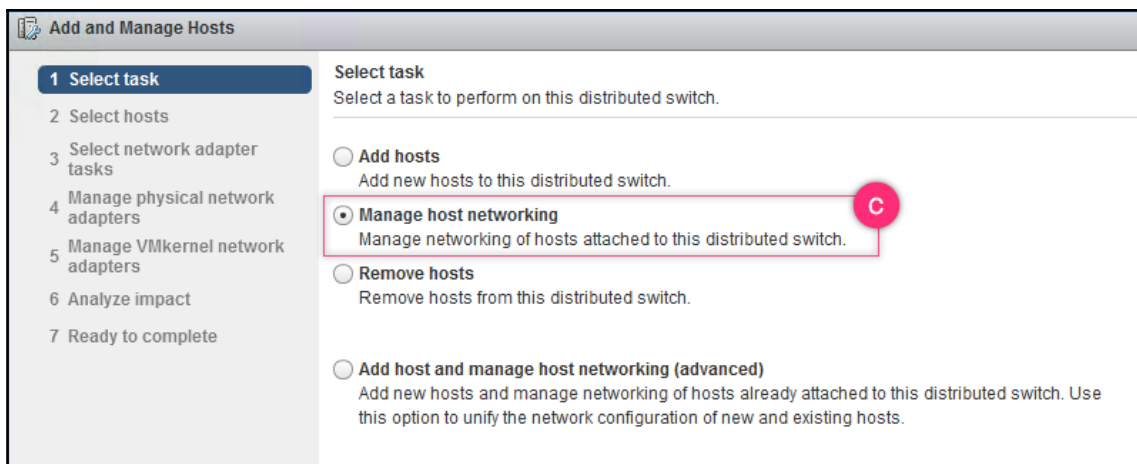 Add and Manage Hosts
1 Select task
2 Select hosts
3 Select network adapter
tasks
4 Manage physical network
adapters
5 Manage VMkernel network
adapters
6 Analyze impact
7 Ready to complete
Select task
Select a task to perform on this distributed switch.
Add hosts
Add new hosts to this distributed switch.
Manage host networking
C
Manage networking of hosts attached to this distributed switch.
Remove hosts
Remove hosts from this distributed switch.
Add host and manage host networking (advanced)
Add new hosts and manage networking of hosts already attached to this distributed switch. Use
this option to unify the network configuration of new and existing hosts.